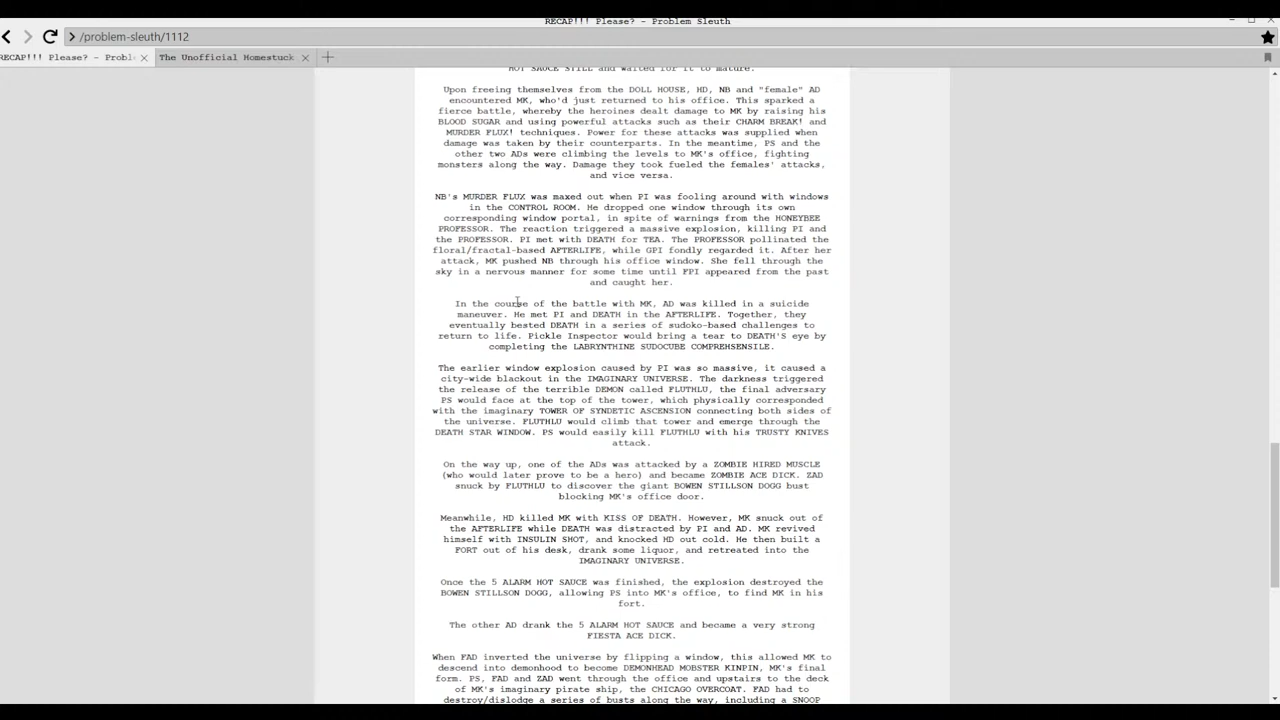 RECAP!!! Please? - Problem Sleuth
/problem-sleuth/1112
RECAP!!! Please? - Probl
The Unofficial Homestuck
HOT SAUCE STILL and waited for it to mature.
Upon freeing themselves from the DOLL HOUSE, HD, NB and "female" AD
encountered MK, who'd just returned to his office. This sparked a
fierce battle, whereby the heroines dealt damage to MK by raising his
BLOOD SUGAR and using powerful attacks such as their CHARM BREAK! and
MURDER FLUX! techniques. Power for these attacks was supplied when
damage was taken by their counterparts. In the meantime, PS and the
other two ADs were climbing the levels to MK's office, fighting
monsters along the way. Damage they took fueled the females' attacks,
and vice versa.
NB's MURDER FLUX was maxed out when PI was fooling around with windows
in the CONTROL ROOM. He dropped one window through its own
corresponding window portal, in spite of warnings from the HONEYBEE
PROFESSOR. The reaction triggered a massive explosion, killing PI and
the PROFESSOR. PI met with DEATH for TEA. The PROFESSOR pollinated the
floral/fractal-based AFTERLIFE, while GPI fondly regarded it. After her
attack, MK pushed NB through his office window. She fell through the
sky in a nervous manner for some time until FPI appeared from the past
and caught her.
In the course of the battle with MK, AD was killed in a suicide
maneuver. He met PI and DEATH in the AFTERLIFE. Together, they
eventually bested DEATH in a series of sudoko-based challenges to
return to life. Pickle Inspector would bring a tear to DEATH'S eye by
completing the LABRYNTHINE SUDOCUBE COMPREHSENSILE.
The earlier window explosion caused by PI was so massive, it caused a
city-wide blackout in the IMAGINARY UNIVERSE. The darkness triggered
the release of the terrible DEMON called FLUTHLU, the final adversary
PS would face at the top of the tower, which physically corresponded
with the imaginary TOWER OF SYNDETIC ASCENSION connecting both sides of
the universe. FLUTHLU would climb that tower and emerge through the
DEATH STAR WINDOW. PS would easily kill FLUTHLU with his TRUSTY KNIVES
attack.
On the way up, one of the ADs was attacked by a ZOMBIE HIRED MUSCLE
(who would later prove to be a hero) and became ZOMBIE ACE DICK. ZAD
snuck by FLUTHLU to discover the giant BOWEN STILLSON DOGG bust
blocking MK's office door.
Meanwhile, HD killed MK with KISS OF DEATH. However, MK snuck out of
the AFTERLIFE while DEATH was distracted by PI and AD. MK revived
himself with INSULIN SHOT, and knocked HD out cold. He then built a
FORT out of his desk, drank some liquor, and retreated into the
IMAGINARY UNIVERSE.
Once the 5 ALARM HOT SAUCE was finished, the explosion destroyed the
BOWEN STILLSON DOGG, allowing PS into MK's office, to find MK in his
fort.
The other AD drank the 5 ALARM HOT SAUCE and became a very strong
FIESTA ACE DICK.
When FAD inverted the universe by flipping a window, this allowed MK to
descend into demonhood to become DEMONHEAD MOBSTER KINPIN, MK's final
form. PS, FAD and ZAD went through the office and upstairs to the deck
of MK's imaginary pirate ship, the CHICAGO OVERCOAT. FAD had to
destroy/dislodge a series of busts along the way, including a SNOOP